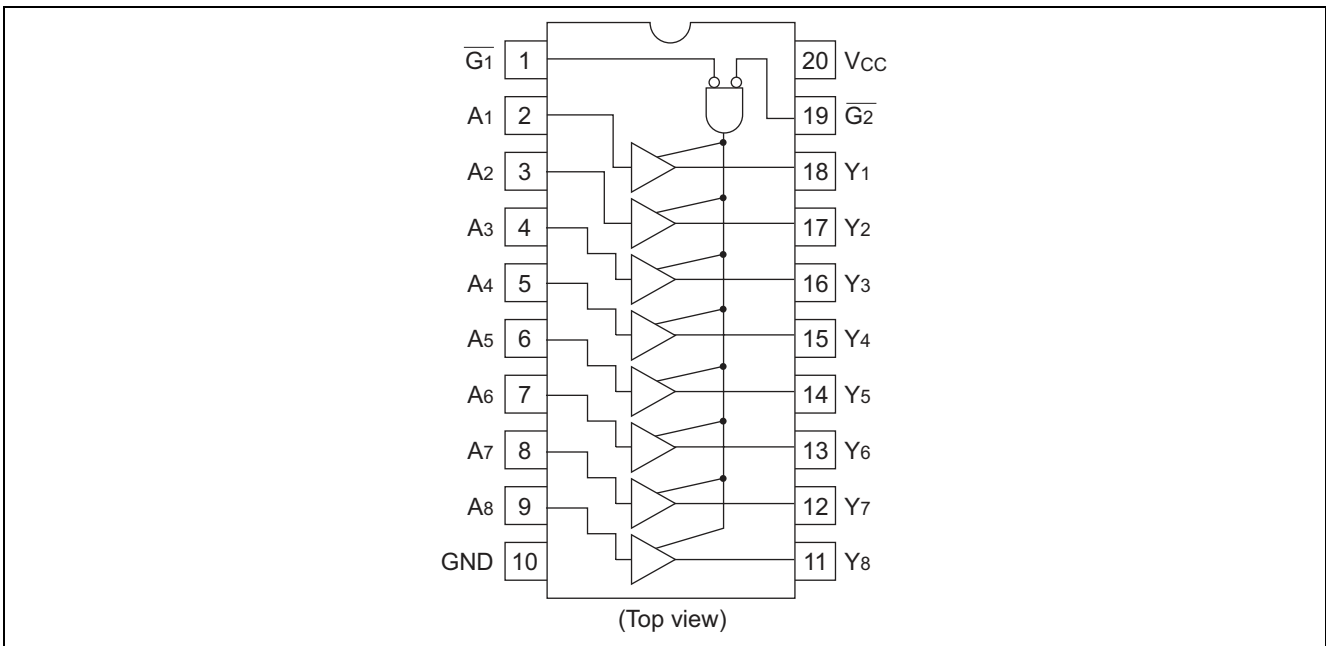 G̅1̅ 1 20 VCC
A1 2 19 G̅2̅
A2 3 18 Y1
A3 4 17 Y2
A4 5 16 Y3
A5 6 15 Y4
A6 7 14 Y5
A7 8 13 Y6
A8 9 12 Y7
GND 10 11 Y8
(Top view)